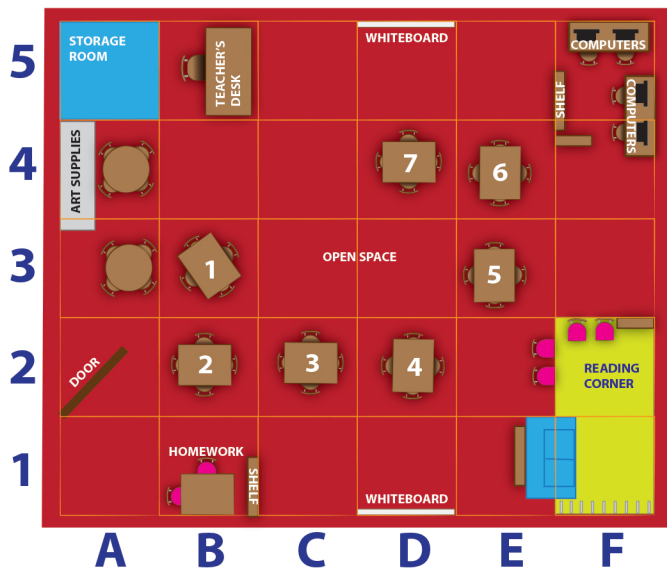 5
STORAGE
ROOM
TEACHER'S
DESK
WHITEBOARD
COMPUTERS
SHELF
COMPUTERS
4
ART SUPPLIES
7
6
3
1
OPEN SPACE
5
2
DOOR
2
3
4
READING
CORNER
1
HOMEWORK
SHELF
WHITEBOARD
A B C D E F